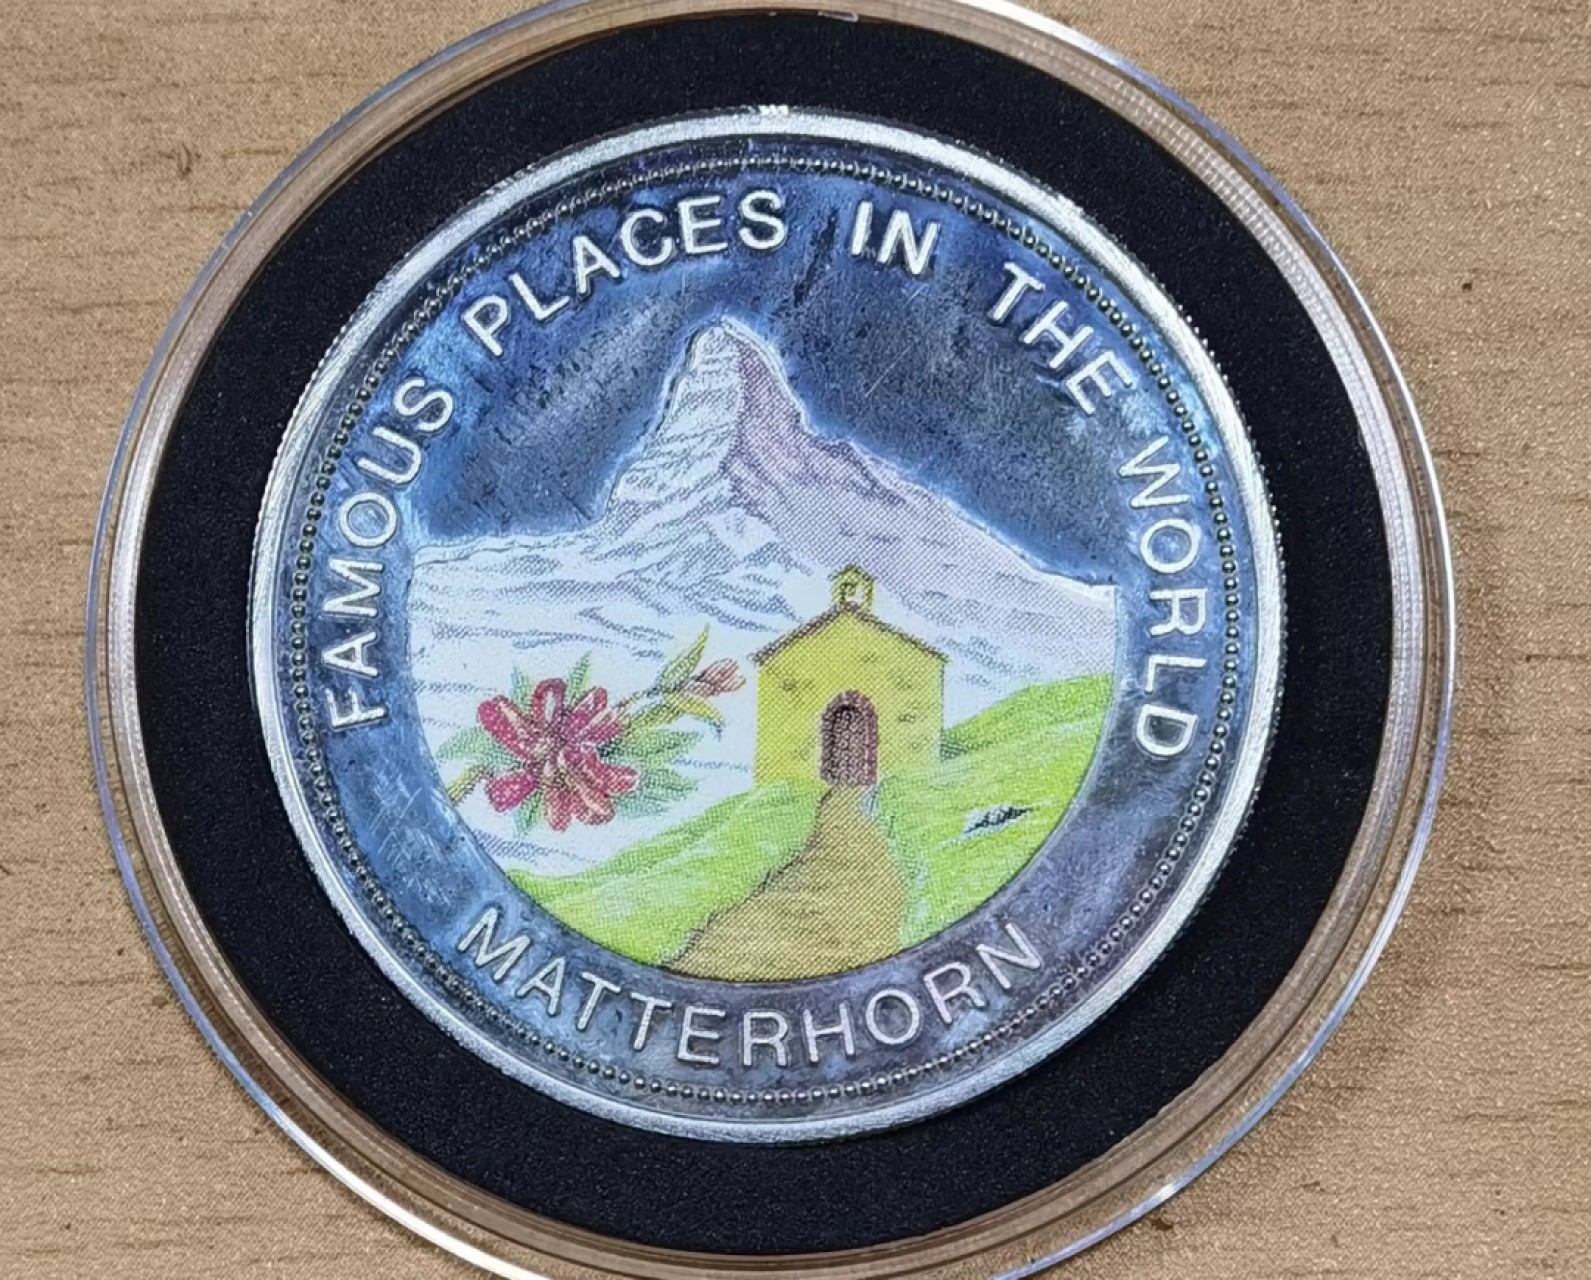 FAMOUS PLACES IN THE WORLD
MATTERHORN